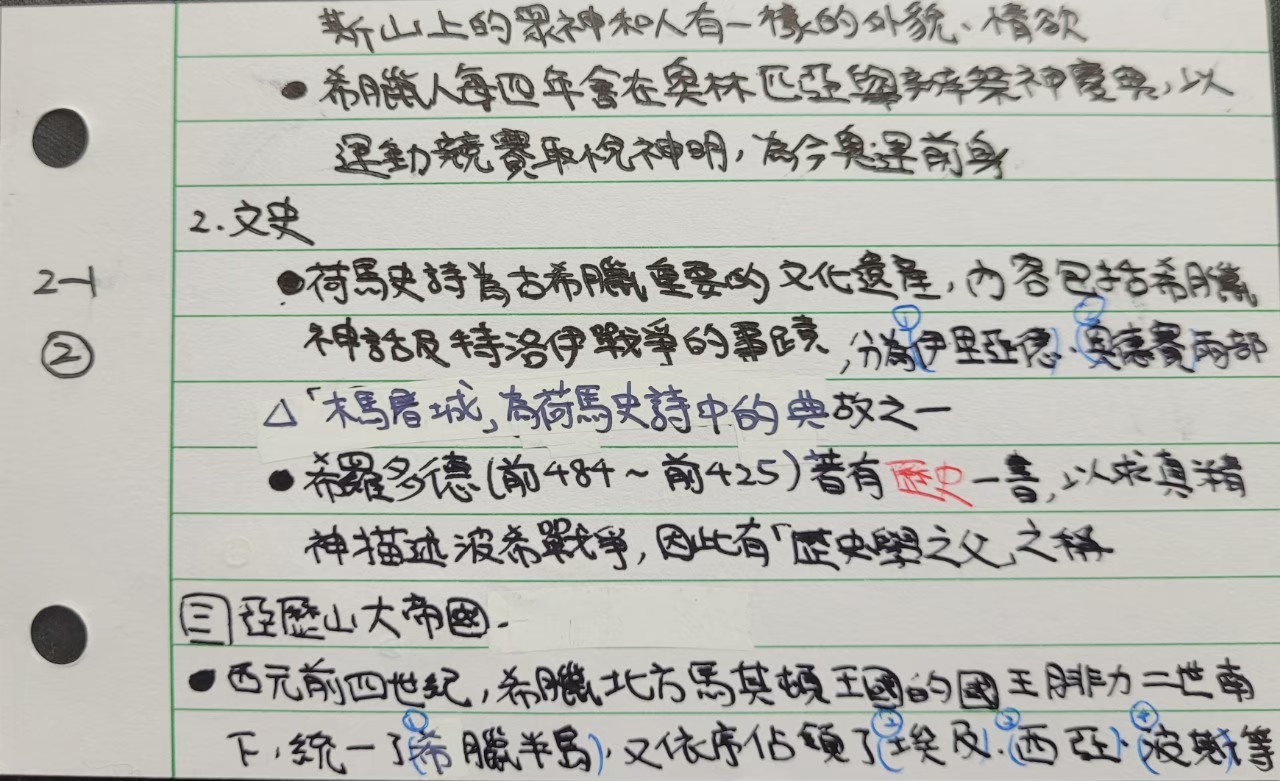 斯山上的眾神和人有一樣的外貌、情欲
●希臘人每四年會在奧林匹亞舉辦祭神慶典,以
運動競賽取悅神明,為今奧運前身
2.文史
2-1
②
●荷馬史詩為古希臘重要的文化遺產,內容包括希臘
神話及特洛伊戰爭的事蹟,分為①(伊里亞德)、②(奧德賽)兩部
△「木馬屠城」為荷馬史詩中的典故之一
●希羅多德(前484~前425)著有歷史一書,以求真精
神描述波希戰爭,因此有「歷史學之父」之稱
三亞歷山大帝國.
●西元前四世紀,希臘北方馬其頓王國的國王腓力二世南
下,統一了①(希臘半島),又依序佔領了②(埃及)、③(西亞)、④(波斯)等